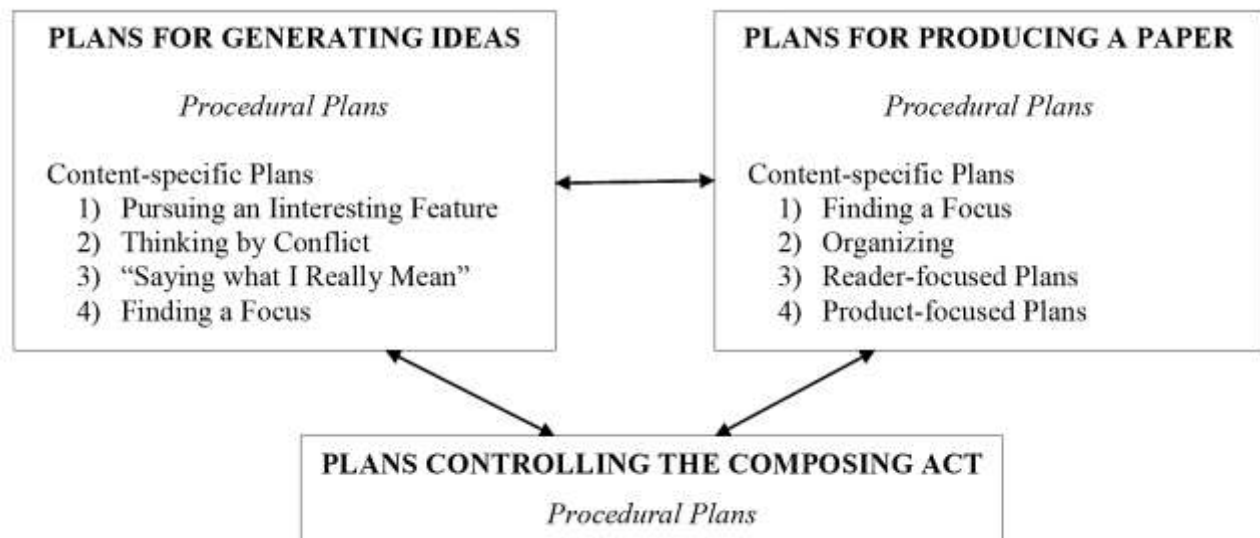 PLANS FOR GENERATING IDEAS
Procedural Plans
Content-specific Plans
1) Pursuing an Iinteresting Feature
2) Thinking by Conflict
3) “Saying what I Really Mean”
4) Finding a Focus
PLANS FOR PRODUCING A PAPER
Procedural Plans
Content-specific Plans
1) Finding a Focus
2) Organizing
3) Reader-focused Plans
4) Product-focused Plans
PLANS CONTROLLING THE COMPOSING ACT
Procedural Plans